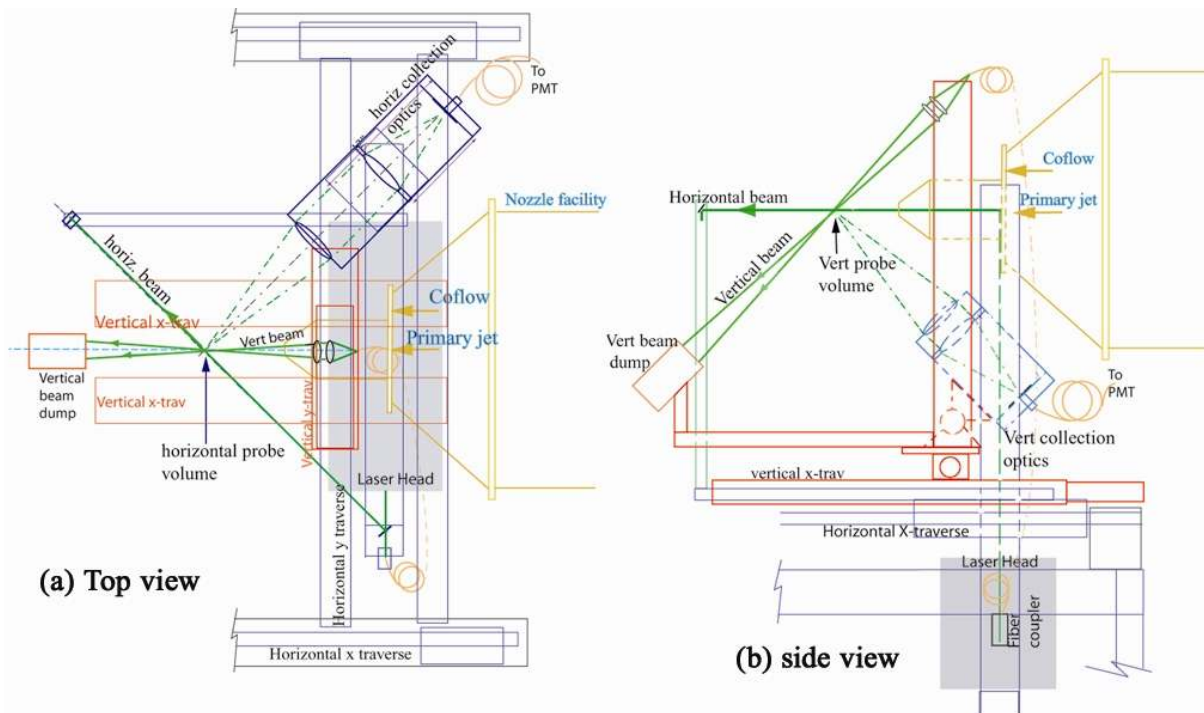 To
PMT
horiz collection
optics
Nozzle facility
horiz. beam
Coflow
Vertical x-trav
Primary jet
Vert beam
Vertical
beam
dump
Vertical x-trav
Vertical y-trav
horizontal probe
volume
Laser Head
Horizontal y traverse
(a) Top view
Horizontal x traverse
Coflow
Horizontal beam
Primary jet
Vertical beam
Vert probe
volume
Vert beam
dump
To
PMT
Vert collection
optics
vertical x-trav
Horizontal X-traverse
Laser Head
Fiber
coupler
(b) side view